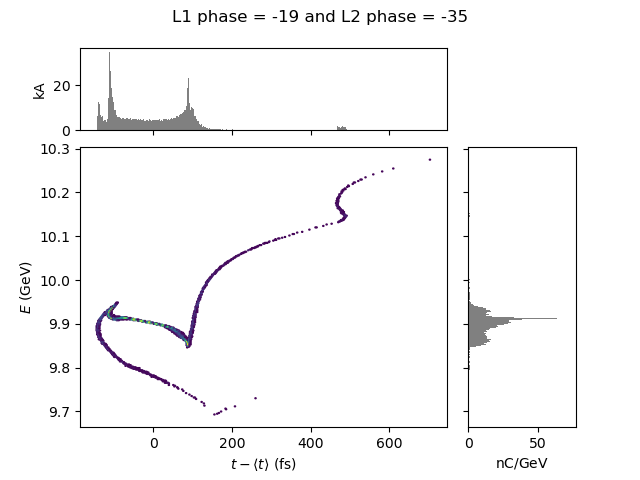 L1 phase = -19 and L2 phase = -35
20
0
kA
10.3
10.2
10.1
10.0
9.9
9.8
9.7
E (GeV)
0 200 400 600
t − ⟨t⟩ (fs)
0 50
nC/GeV